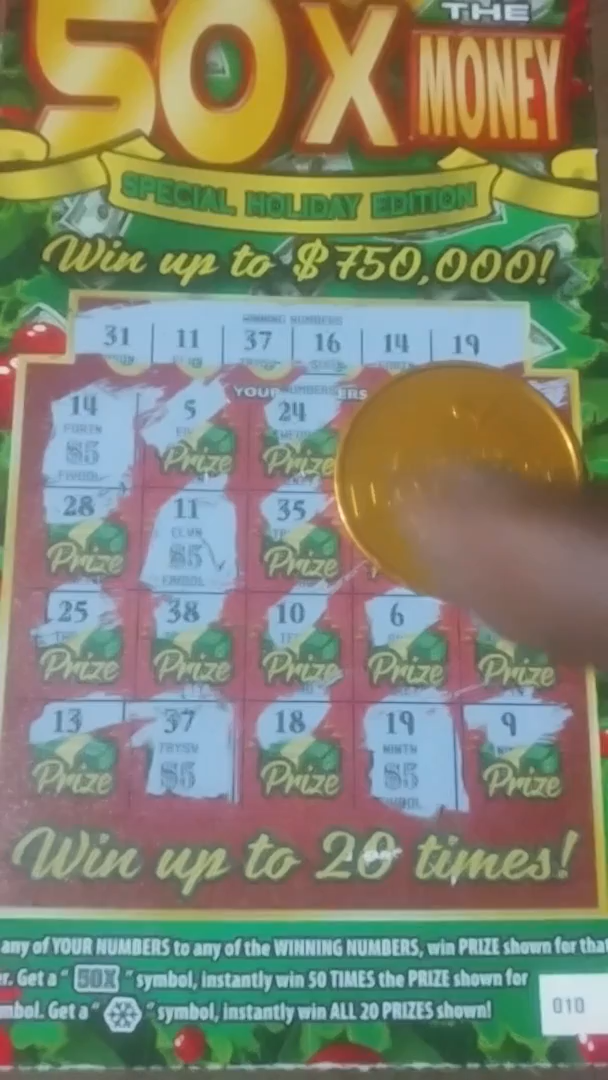 50X THE MONEY
SPECIAL HOLIDAY EDITION
Win up to $750,000!
WINNING NUMBERS
31 11 37 16 14 19
YOUR NUMBERS
14 5 24
$5 Prize Prize
28 11 35
Prize $5 Prize
25 38 10 6
Prize Prize Prize Prize Prize
13 37 18 19 9
NINTN
Prize $5 Prize $5 Prize
Win up to 20 times!
any of YOUR NUMBERS to any of the WINNING NUMBERS, win PRIZE shown for that
r. Get a "50X" symbol, instantly win 50 TIMES the PRIZE shown for
mbol. Get a " " symbol, instantly win ALL 20 PRIZES shown!
010